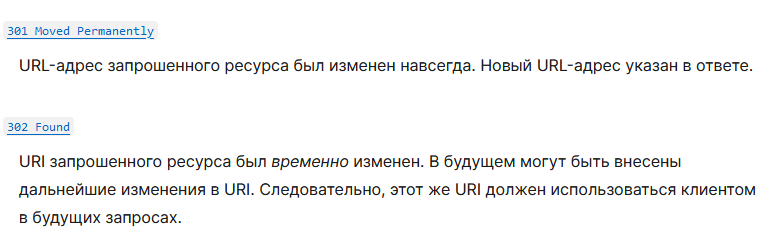 301 Moved Permanently
URL-адрес запрошенного ресурса был изменен навсегда. Новый URL-адрес указан в ответе.
302 Found
URI запрошенного ресурса был временно изменен. В будущем могут быть внесены
дальнейшие изменения в URI. Следовательно, этот же URI должен использоваться клиентом
в будущих запросах.